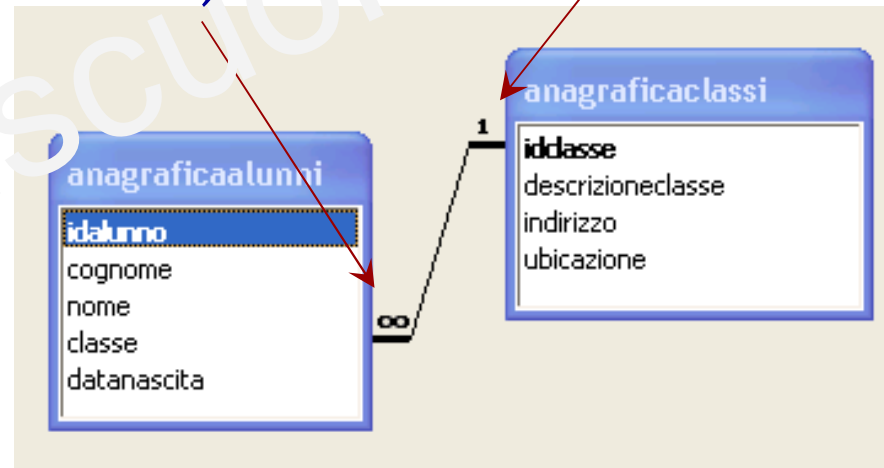 anagraficaalunni
idalunno
cognome
nome
classe
datanascita
∞
1
anagraficaclassi
idclasse
descrizioneclasse
indirizzo
ubicazione